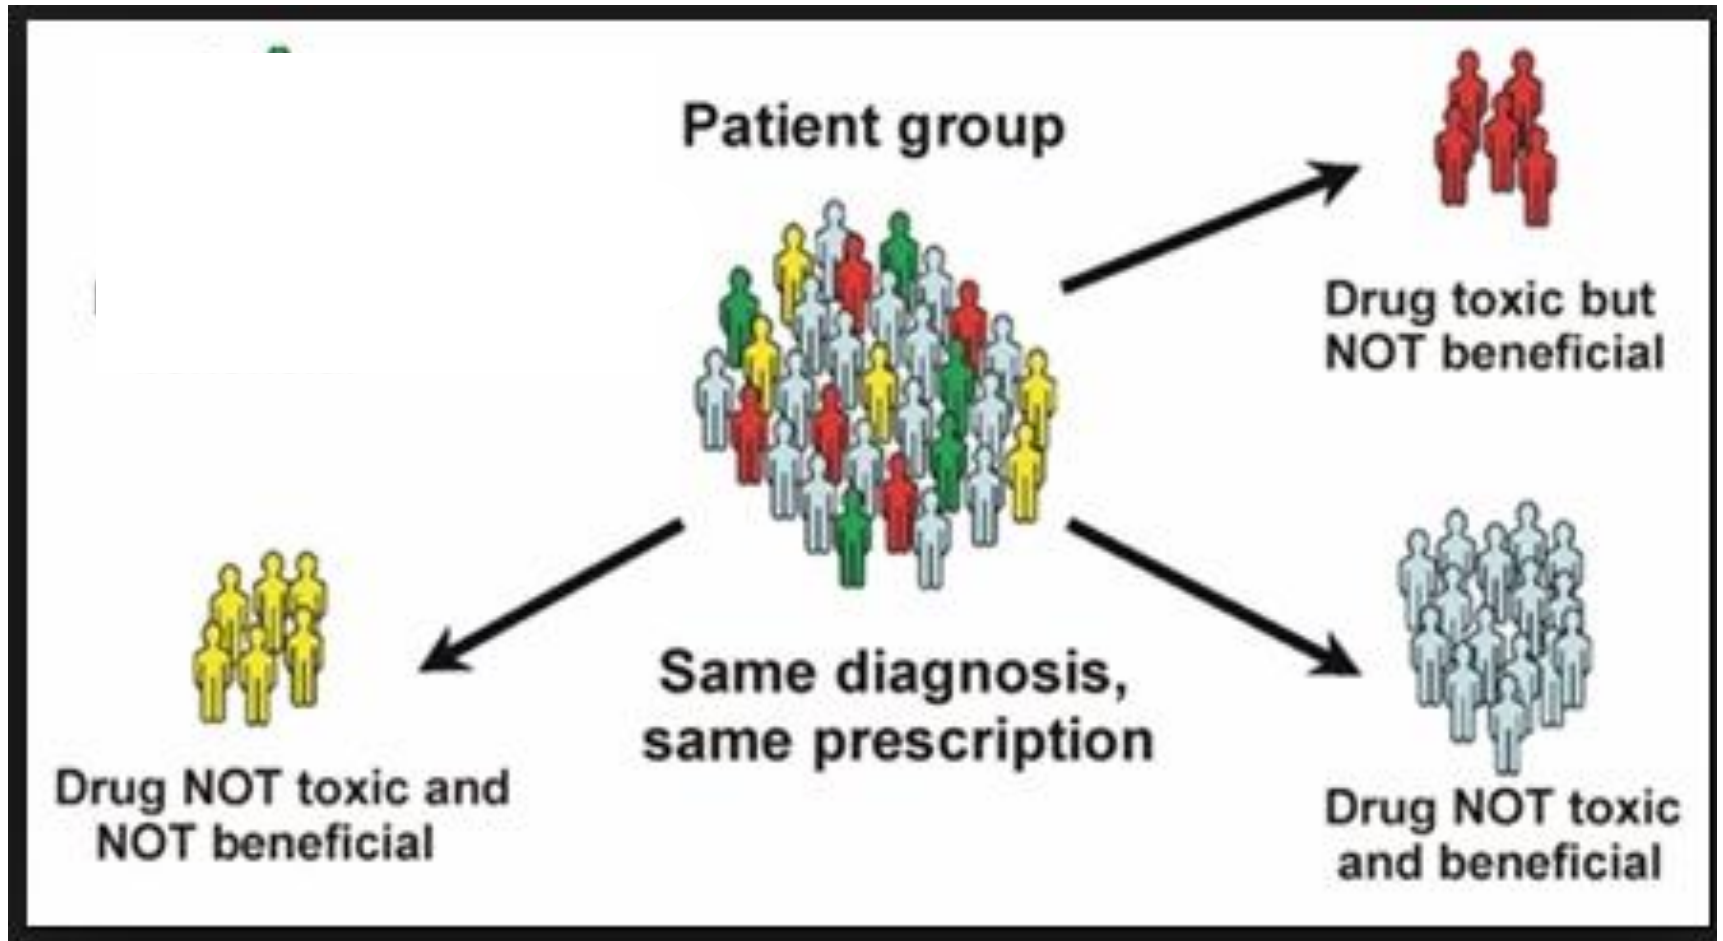 Patient group
Drug toxic but
NOT beneficial
Same diagnosis,
same prescription
Drug NOT toxic and
NOT beneficial
Drug NOT toxic
and beneficial